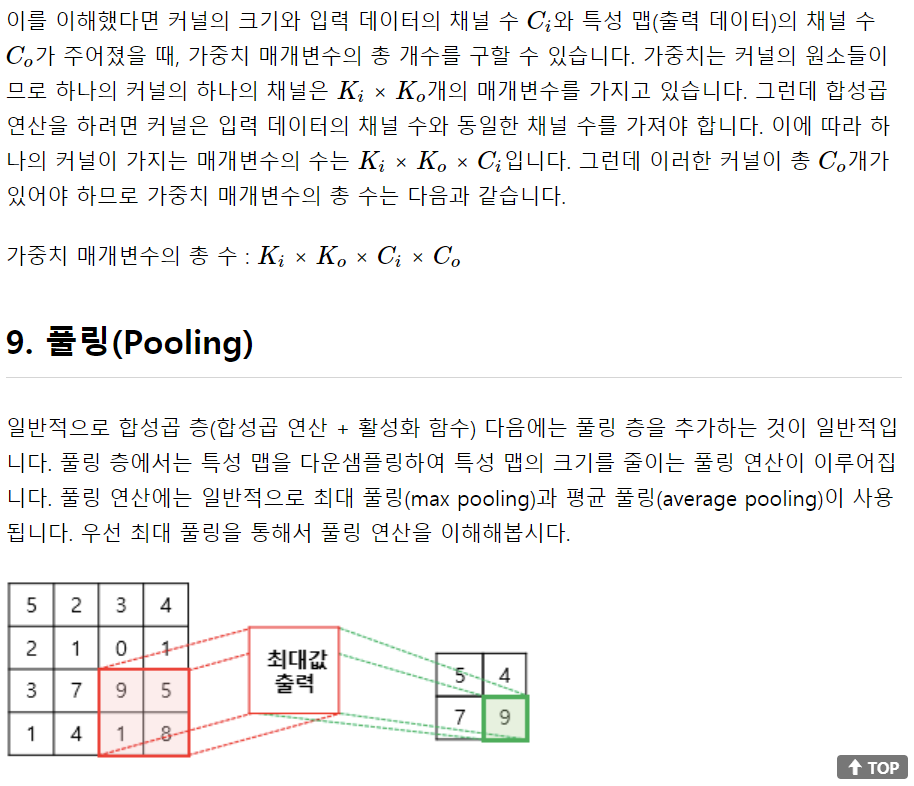 이를 이해했다면 커널의 크기와 입력 데이터의 채널 수 Cᵢ와 특성 맵(출력 데이터)의 채널 수
Cₒ가 주어졌을 때, 가중치 매개변수의 총 개수를 구할 수 있습니다. 가중치는 커널의 원소들이
므로 하나의 커널의 하나의 채널은 Kᵢ × Kₒ개의 매개변수를 가지고 있습니다. 그런데 합성곱
연산을 하려면 커널은 입력 데이터의 채널 수와 동일한 채널 수를 가져야 합니다. 이에 따라 하
나의 커널이 가지는 매개변수의 수는 Kᵢ × Kₒ × Cᵢ입니다. 그런데 이러한 커널이 총 Cₒ개가
있어야 하므로 가중치 매개변수의 총 수는 다음과 같습니다.
가중치 매개변수의 총 수 : Kᵢ × Kₒ × Cᵢ × Cₒ
9. 풀링(Pooling)
일반적으로 합성곱 층(합성곱 연산 + 활성화 함수) 다음에는 풀링 층을 추가하는 것이 일반적입
니다. 풀링 층에서는 특성 맵을 다운샘플링하여 특성 맵의 크기를 줄이는 풀링 연산이 이루어집
니다. 풀링 연산에는 일반적으로 최대 풀링(max pooling)과 평균 풀링(average pooling)이 사용
됩니다. 우선 최대 풀링을 통해서 풀링 연산을 이해해봅시다.
5 2 3 4
2 1 0 1
3 7 9 5
1 4 1 8
최대값
출력
5 4
7 9
TOP